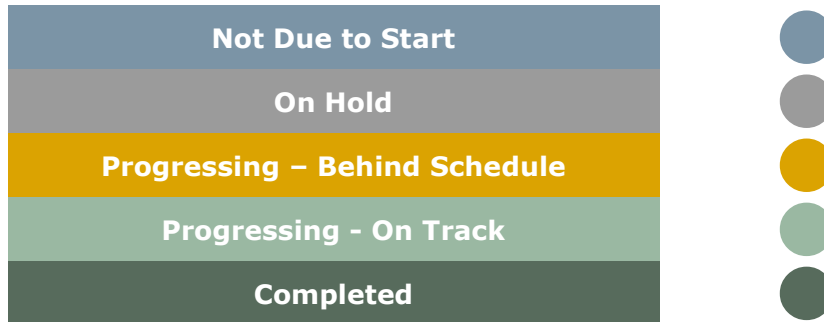 Not Due to Start
On Hold
Progressing – Behind Schedule
Progressing - On Track
Completed